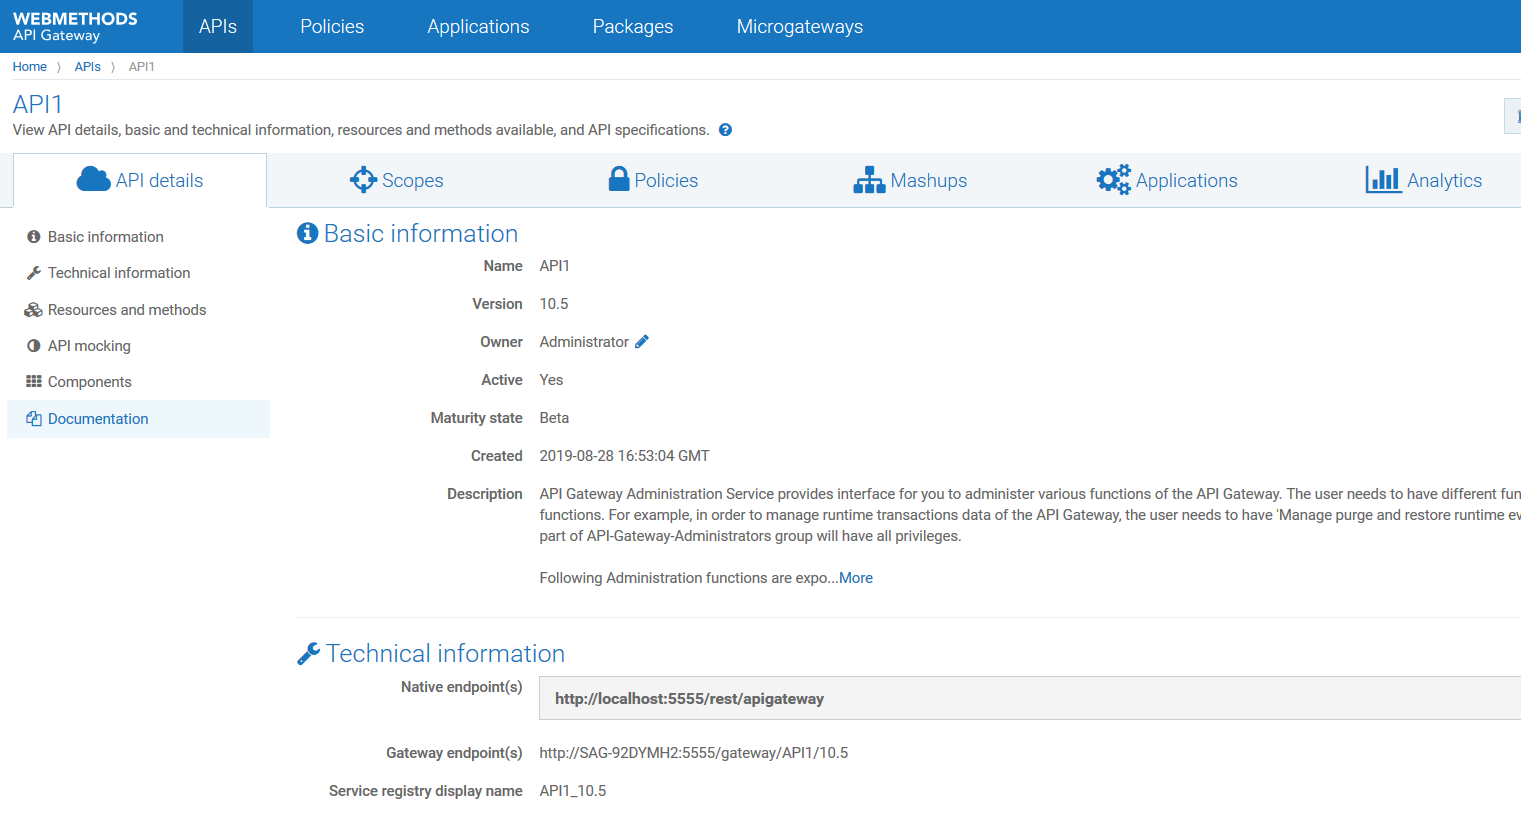 WEBMETHODS
API Gateway
APIs
Policies
Applications
Packages
Microgateways
Home
APIs
API1
API1
View API details, basic and technical information, resources and methods available, and API specifications.
API details
Scopes
Policies
Mashups
Applications
Analytics
Basic information
Technical information
Resources and methods
API mocking
Components
Documentation
Basic information
Name API1
Version 10.5
Owner Administrator
Active Yes
Maturity state Beta
Created 2019-08-28 16:53:04 GMT
Description API Gateway Administration Service provides interface for you to administer various functions of the API Gateway. The user needs to have different
functions. For example, in order to manage runtime transactions data of the API Gateway, the user needs to have 'Manage purge and restore runtime
part of API-Gateway-Administrators group will have all privileges.
Following Administration functions are expo...More
Technical information
Native endpoint(s) http://localhost:5555/rest/apigateway
Gateway endpoint(s) http://SAG-92DYMH2:5555/gateway/API1/10.5
Service registry display name API1_10.5